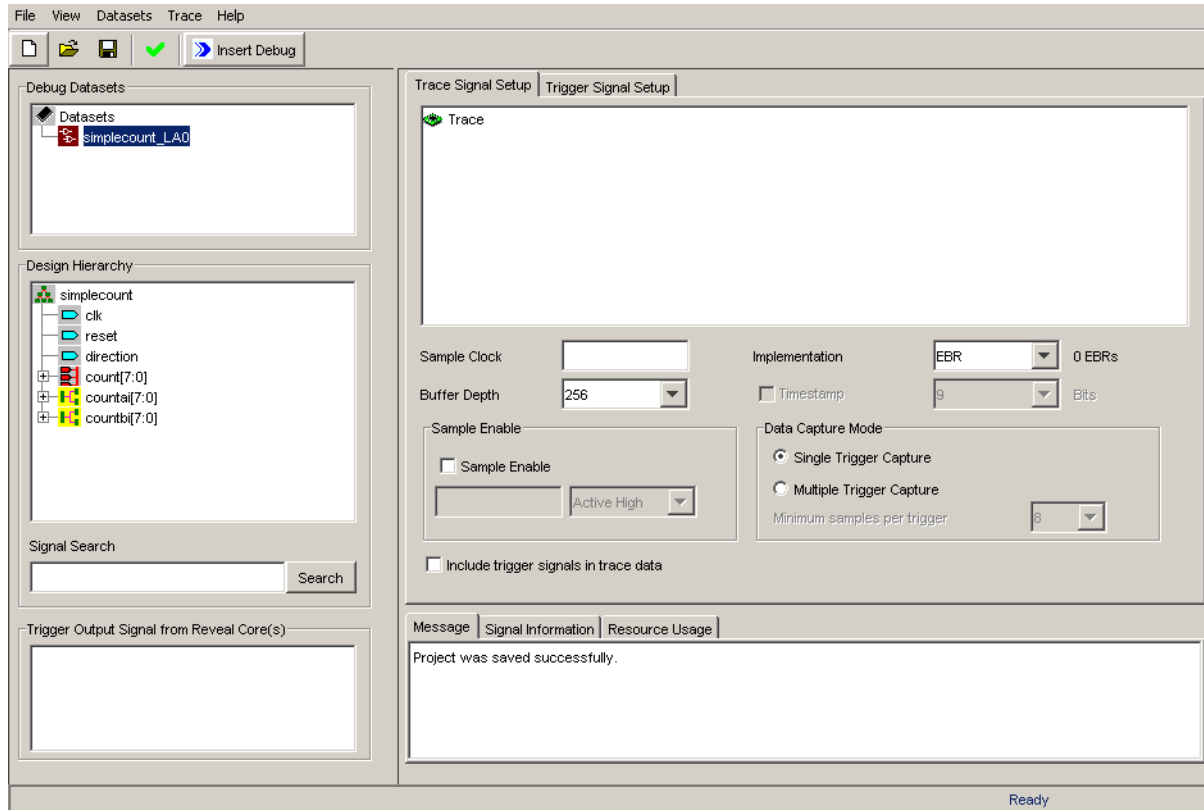 File View Datasets Trace Help
Insert Debug
Debug Datasets
Datasets
simplecount_LA0
Design Hierarchy
simplecount
clk
reset
direction
count[7:0]
countai[7:0]
countbi[7:0]
Signal Search
Search
Trigger Output Signal from Reveal Core(s)
Trace Signal Setup Trigger Signal Setup
Trace
Sample Clock
Implementation EBR 0 EBRs
Buffer Depth 256
Timestamp 9 Bits
Sample Enable
Sample Enable
Active High
Data Capture Mode
Single Trigger Capture
Multiple Trigger Capture
Minimum samples per trigger 8
Include trigger signals in trace data
Message Signal Information Resource Usage
Project was saved successfully.
Ready